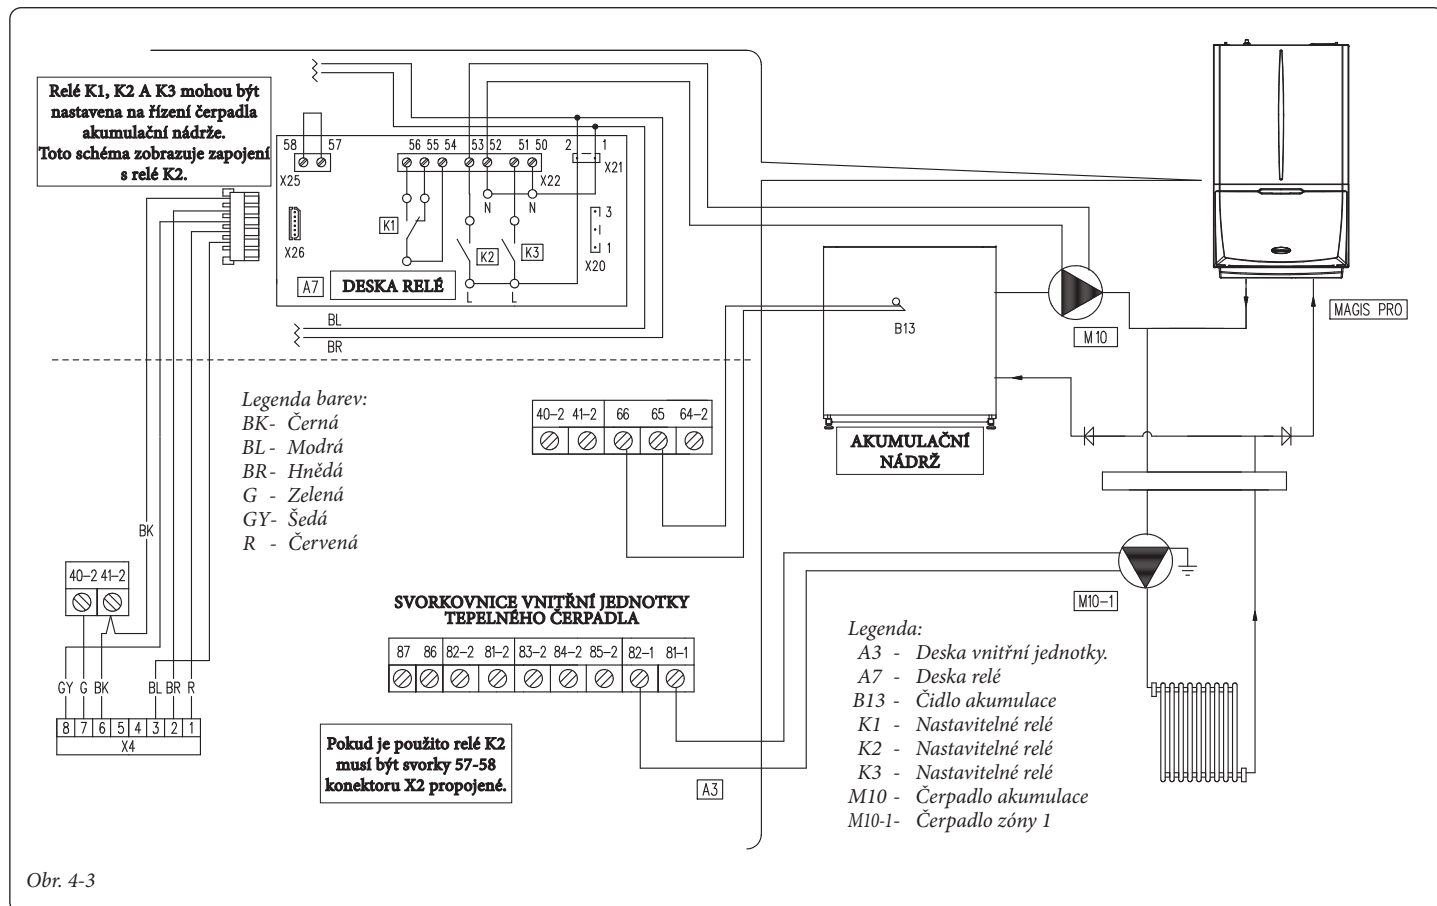 Relé K1, K2 A K3 mohou být
nastavena na řízení čerpadla
akumulační nádrže.
Toto schéma zobrazuje zapojení
s relé K2.
58 57
X25
X26
56 55 54 53 52 51 50
X22
2 1
X21
N N
K1
K2
K3
3
1
X20
L L
A7
DESKA RELÉ
BL
BR
B13
M10
MAGIS PRO
AKUMULAČNÍ
NÁDRŽ
Legenda barev:
BK- Černá
BL - Modrá
BR- Hnědá
G - Zelená
GY- Šedá
R - Červená
40-2 41-2 66 65 64-2
BK
40-2 41-2
GY G BK BL BR R
8 7 6 5 4 3 2 1
X4
SVORKOVNICE VNITŘNÍ JEDNOTKY
TEPELNÉHO ČERPADLA
87 86 82-2 81-2 83-2 84-2 85-2 82-1 81-1
Pokud je použito relé K2
musí být svorky 57-58
konektoru X2 propojené.
A3
M10-1
Legenda:
A3 - Deska vnitřní jednotky.
A7 - Deska relé
B13 - Čidlo akumulace
K1 - Nastavitelné relé
K2 - Nastavitelné relé
K3 - Nastavitelné relé
M10 - Čerpadlo akumulace
M10-1- Čerpadlo zóny 1
Obr. 4-3